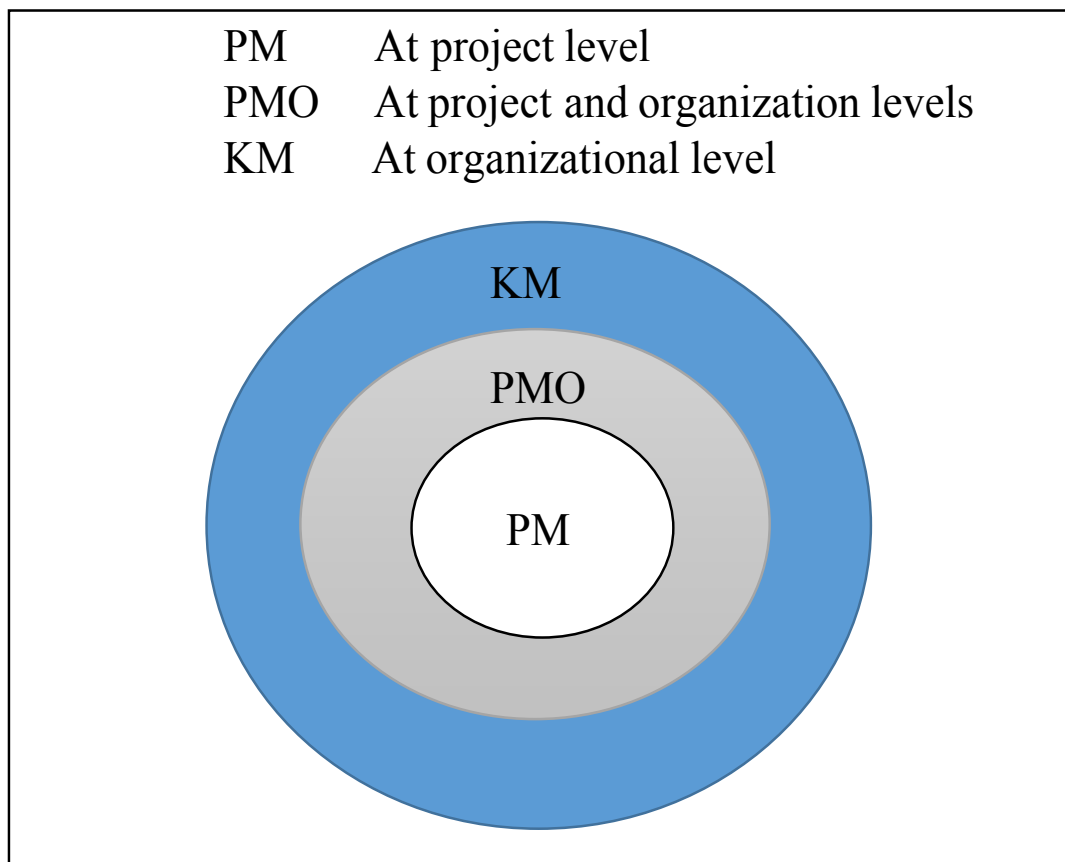 PM At project level
PMO At project and organization levels
KM At organizational level
KM
PMO
PM